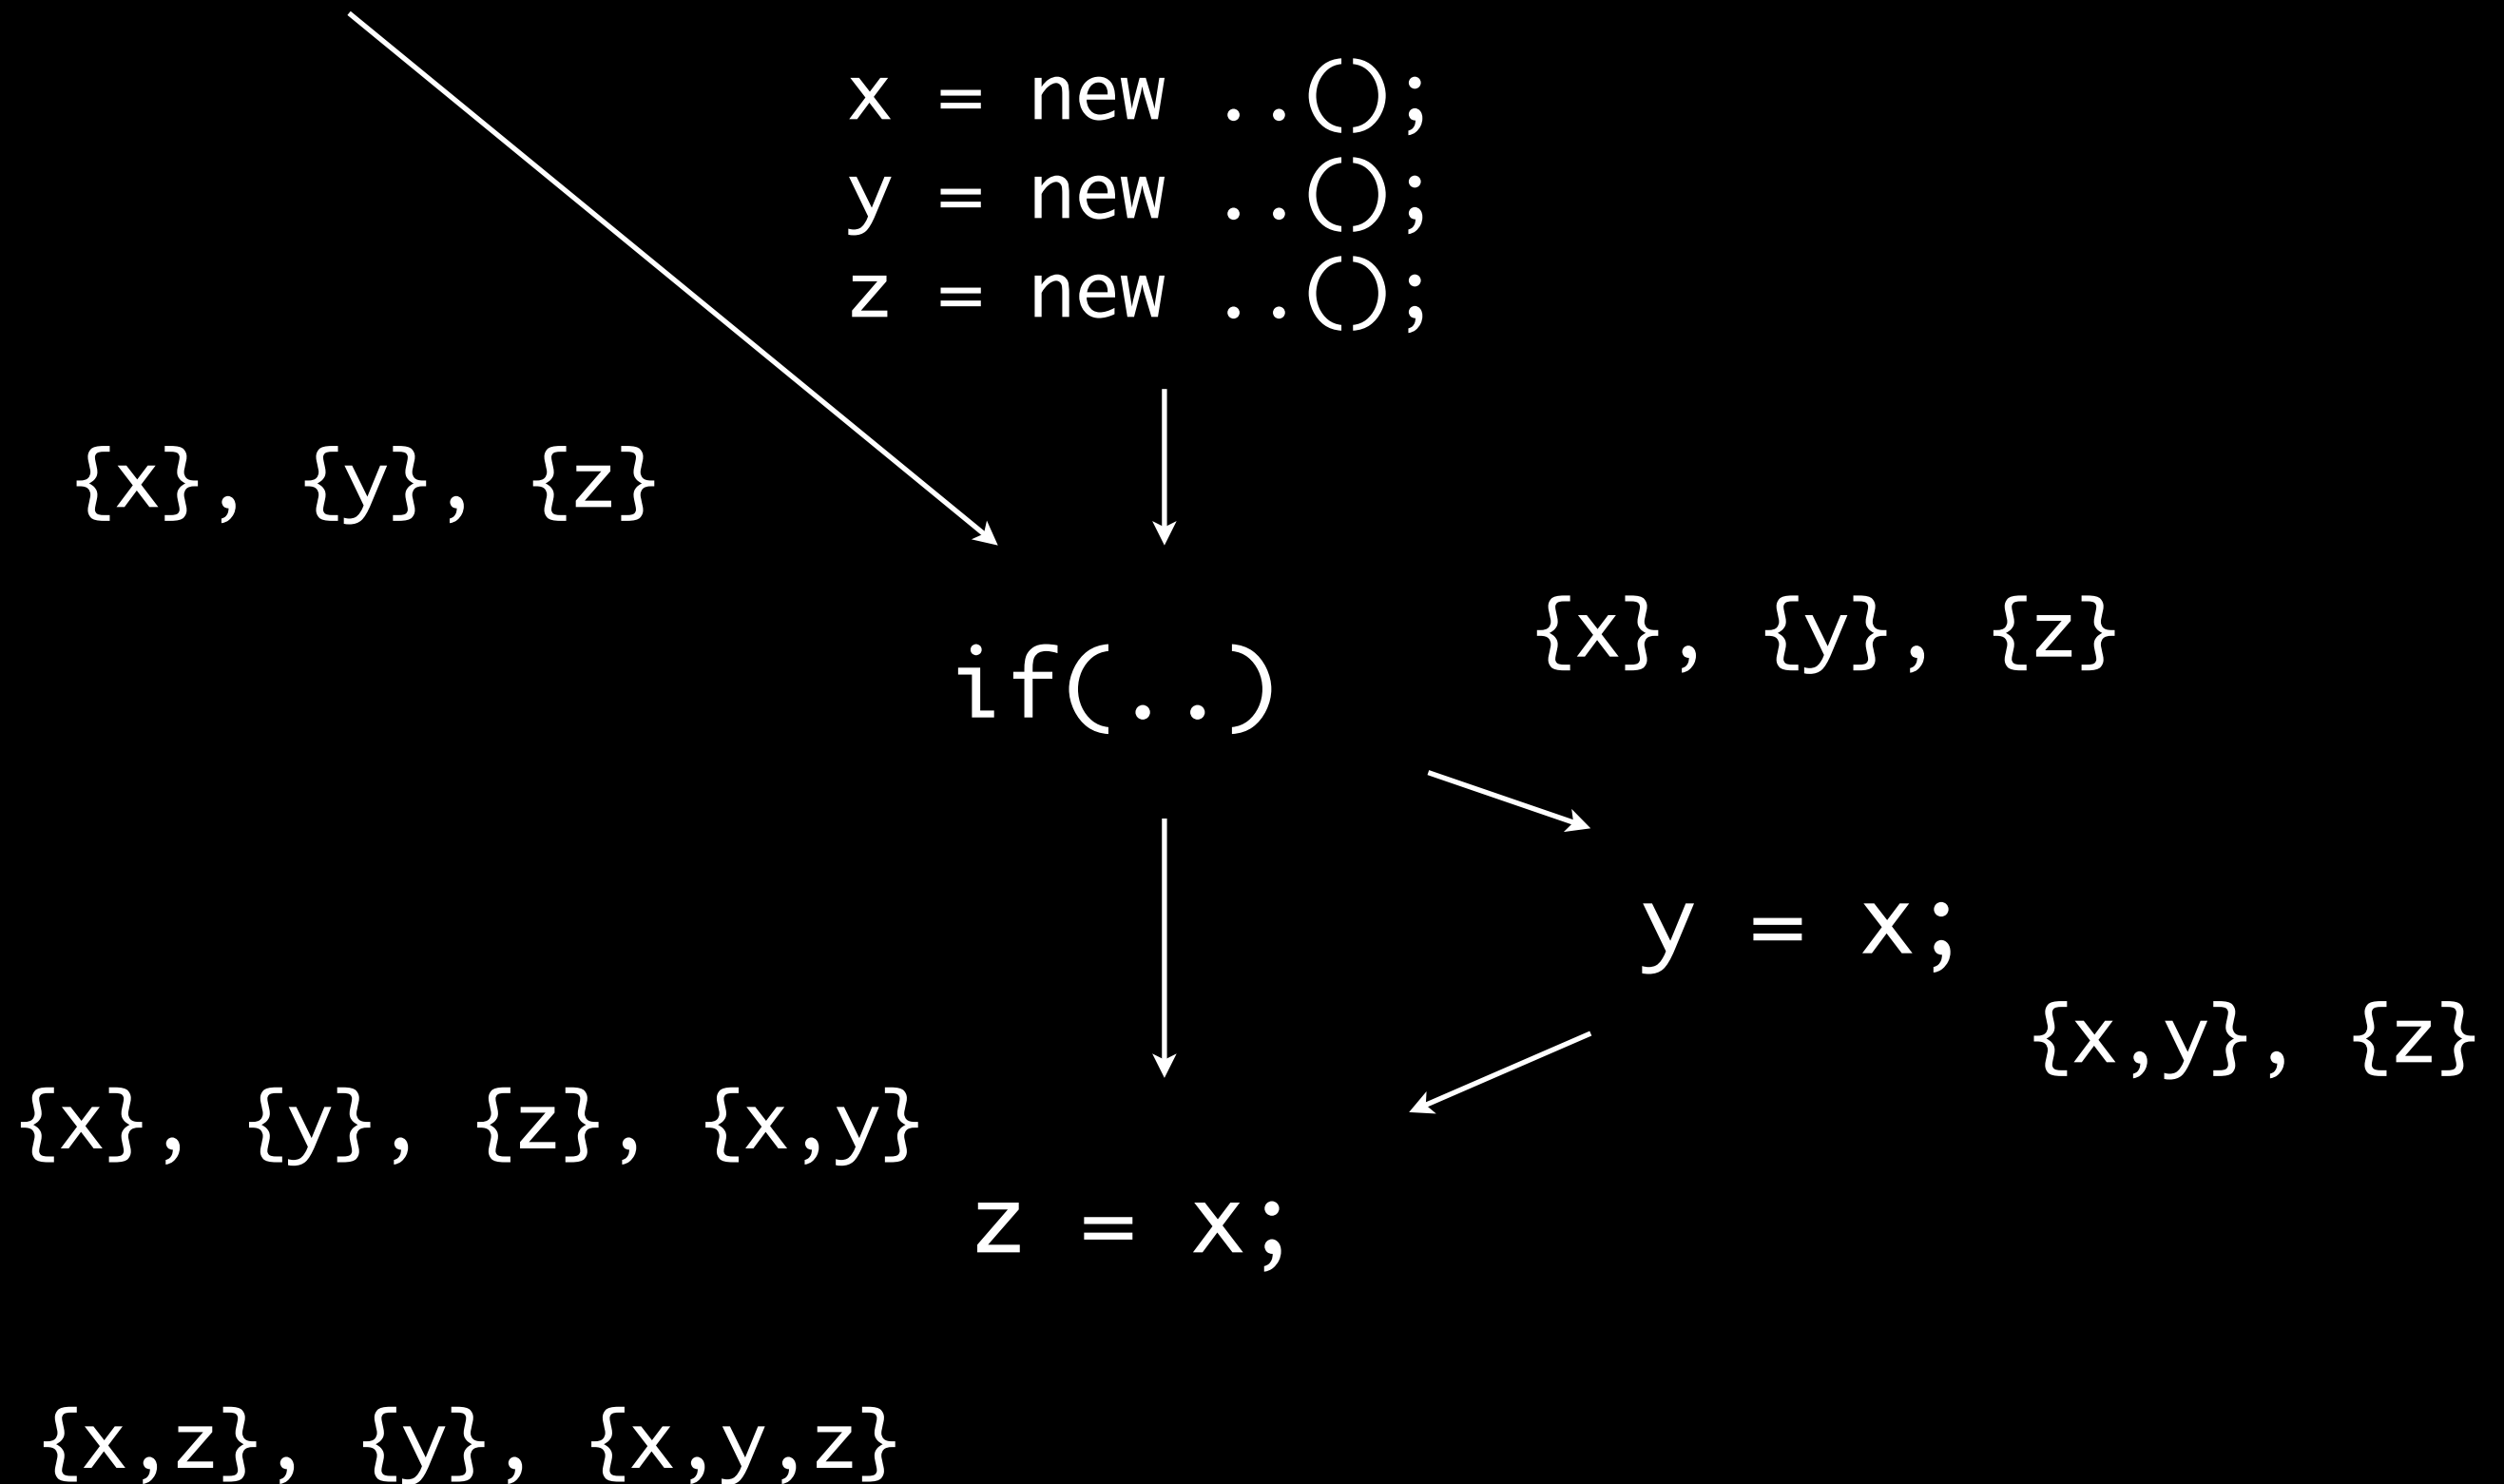 x = new ..();
y = new ..();
z = new ..();
{x}, {y}, {z}
{x}, {y}, {z}
if(..)
y = x;
{x,y}, {z}
{x}, {y}, {z}, {x,y}
z = x;
{x,z}, {y}, {x,y,z}